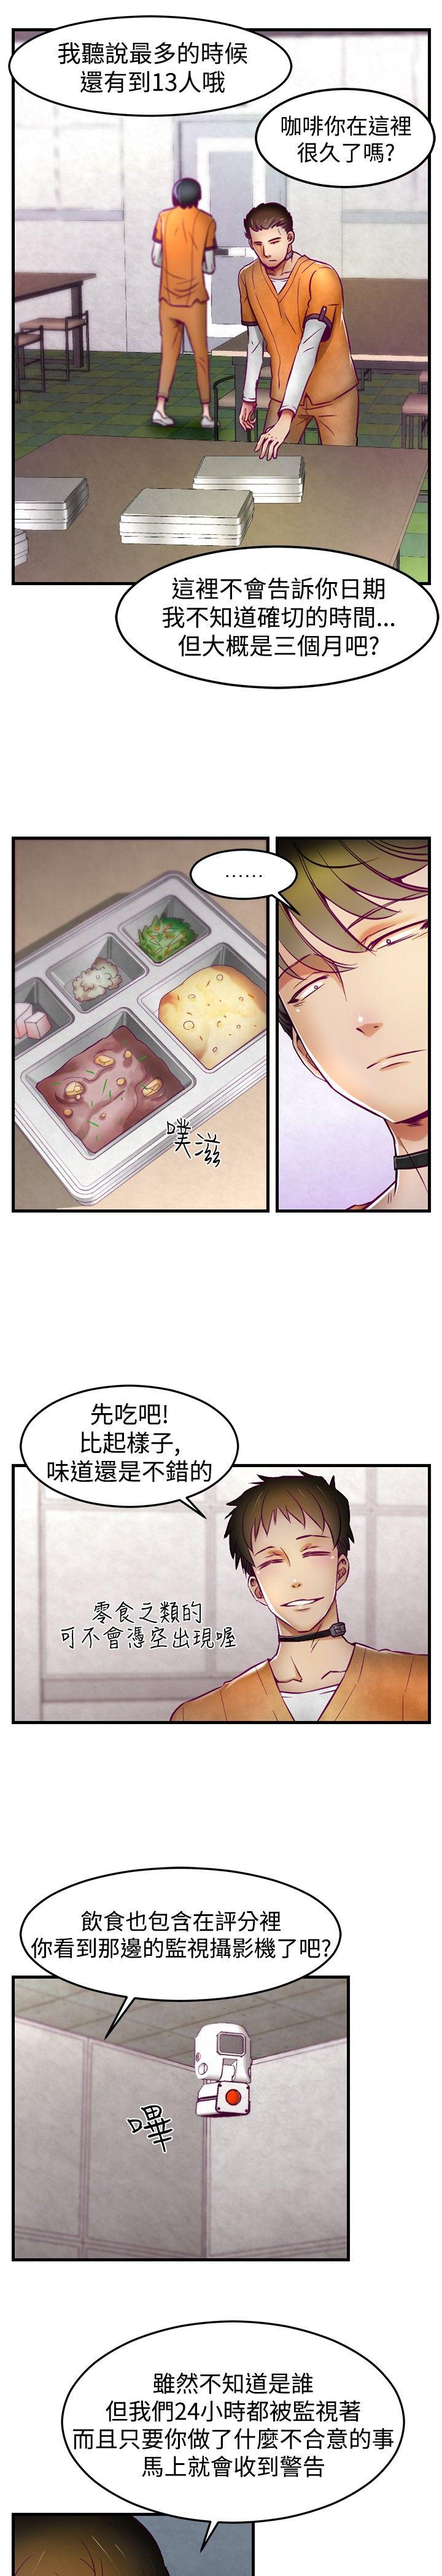 我聽說最多的時候
還有到13人哦
咖啡你在這裡
很久了嗎?
這裡不會告訴你日期
我不知道確切的時間...
但大概是三個月吧?
……
噗滋
先吃吧!
比起樣子,
味道還是不錯的
零食之類的
可不會憑空出現喔
飲食也包含在評分裡
你看到那邊的監視攝影機了吧?
嗶
雖然不知道是誰
但我們24小時都被監視著
而且只要你做了什麼不合意的事
馬上就會收到警告